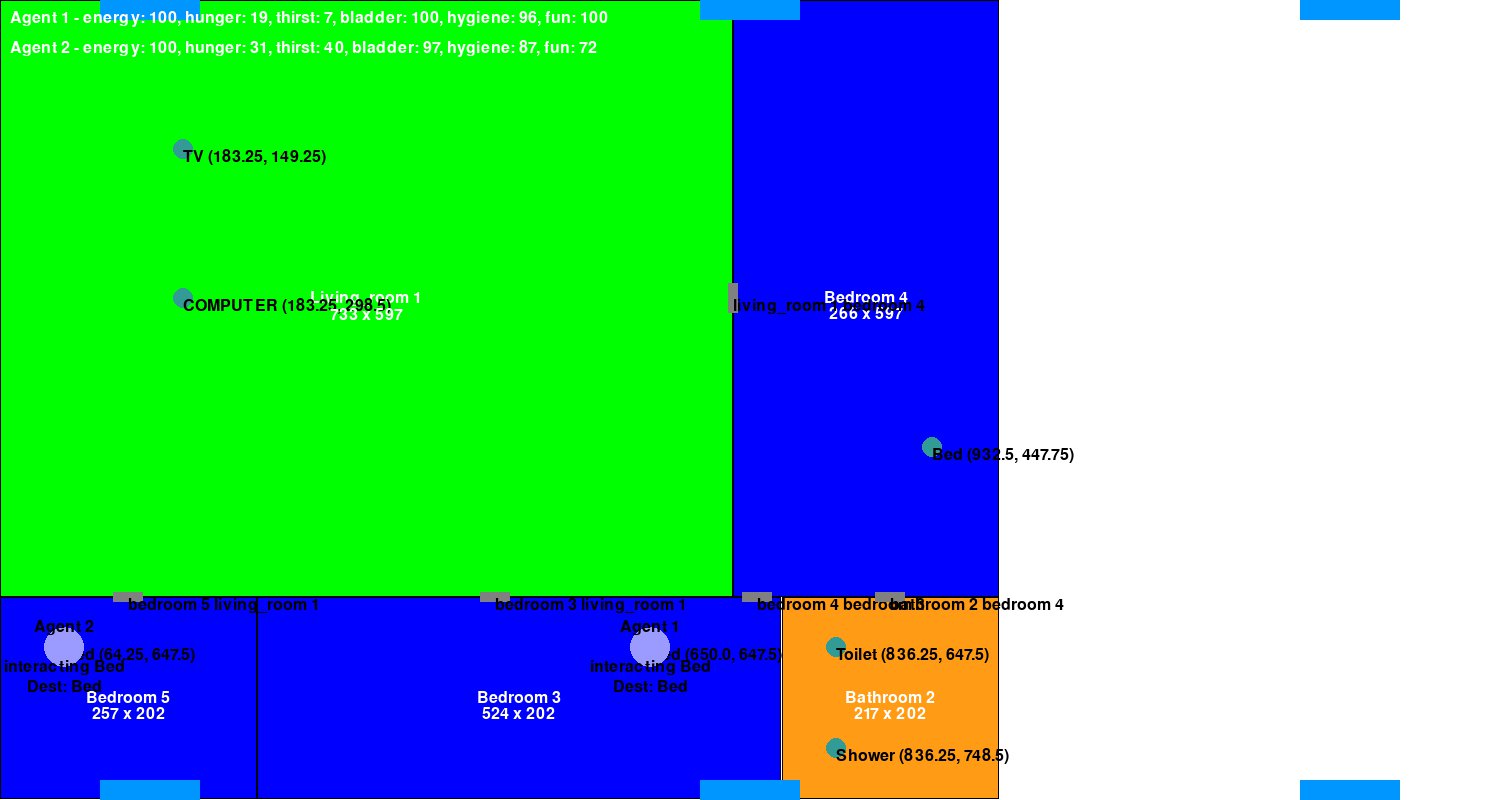 Agent 1 - energy: 100, hunger: 19, thirst: 7, bladder: 100, hygiene: 96, fun: 100
Agent 2 - energy: 100, hunger: 31, thirst: 40, bladder: 97, hygiene: 87, fun: 72
TV (183.25, 149.25)
Living_room 1
COMPUTER (183.25, 298.5)
733 x 597
Bedroom 4
living_room 1 bedroom 4
266 x 597
Bed (932.5, 447.75)
bedroom 5 living_room 1
bedroom 3 living_room 1
bedroom 4 bedroom 3
bathroom 2 bedroom 4
Agent 2
(64.25, 647.5)
interacting Bed
Dest: Bed
Bedroom 5
257 x 202
Agent 1
(650.0, 647.5)
interacting Bed
Dest: Bed
Bedroom 3
524 x 202
Toilet (836.25, 647.5)
Bathroom 2
217 x 202
Shower (836.25, 748.5)